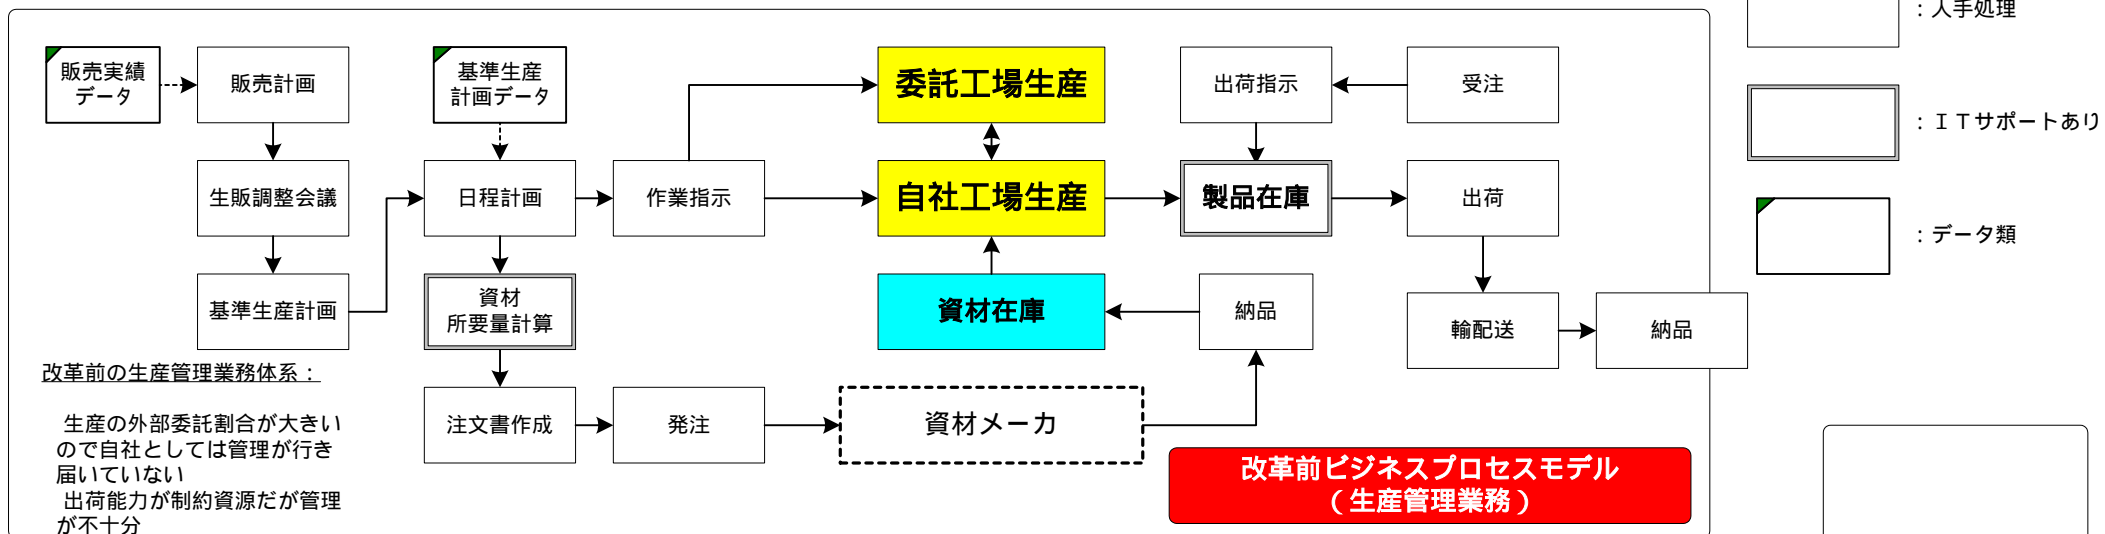 ：人手処理
販売実績
データ
販売計画
基準生産
計画データ
委託工場生産
出荷指示
受注
：ＩＴサポートあり
生販調整会議
日程計画
作業指示
自社工場生産
製品在庫
出荷
：データ類
基準生産計画
資材
所要量計算
資材在庫
納品
輸配送
納品
改革前の生産管理業務体系：
生産の外部委託割合が大きい
ので自社としては管理が行き
届いていない
出荷能力が制約資源だが管理
が不十分
注文書作成
発注
資材メーカ
改革前ビジネスプロセスモデル
（生産管理業務）